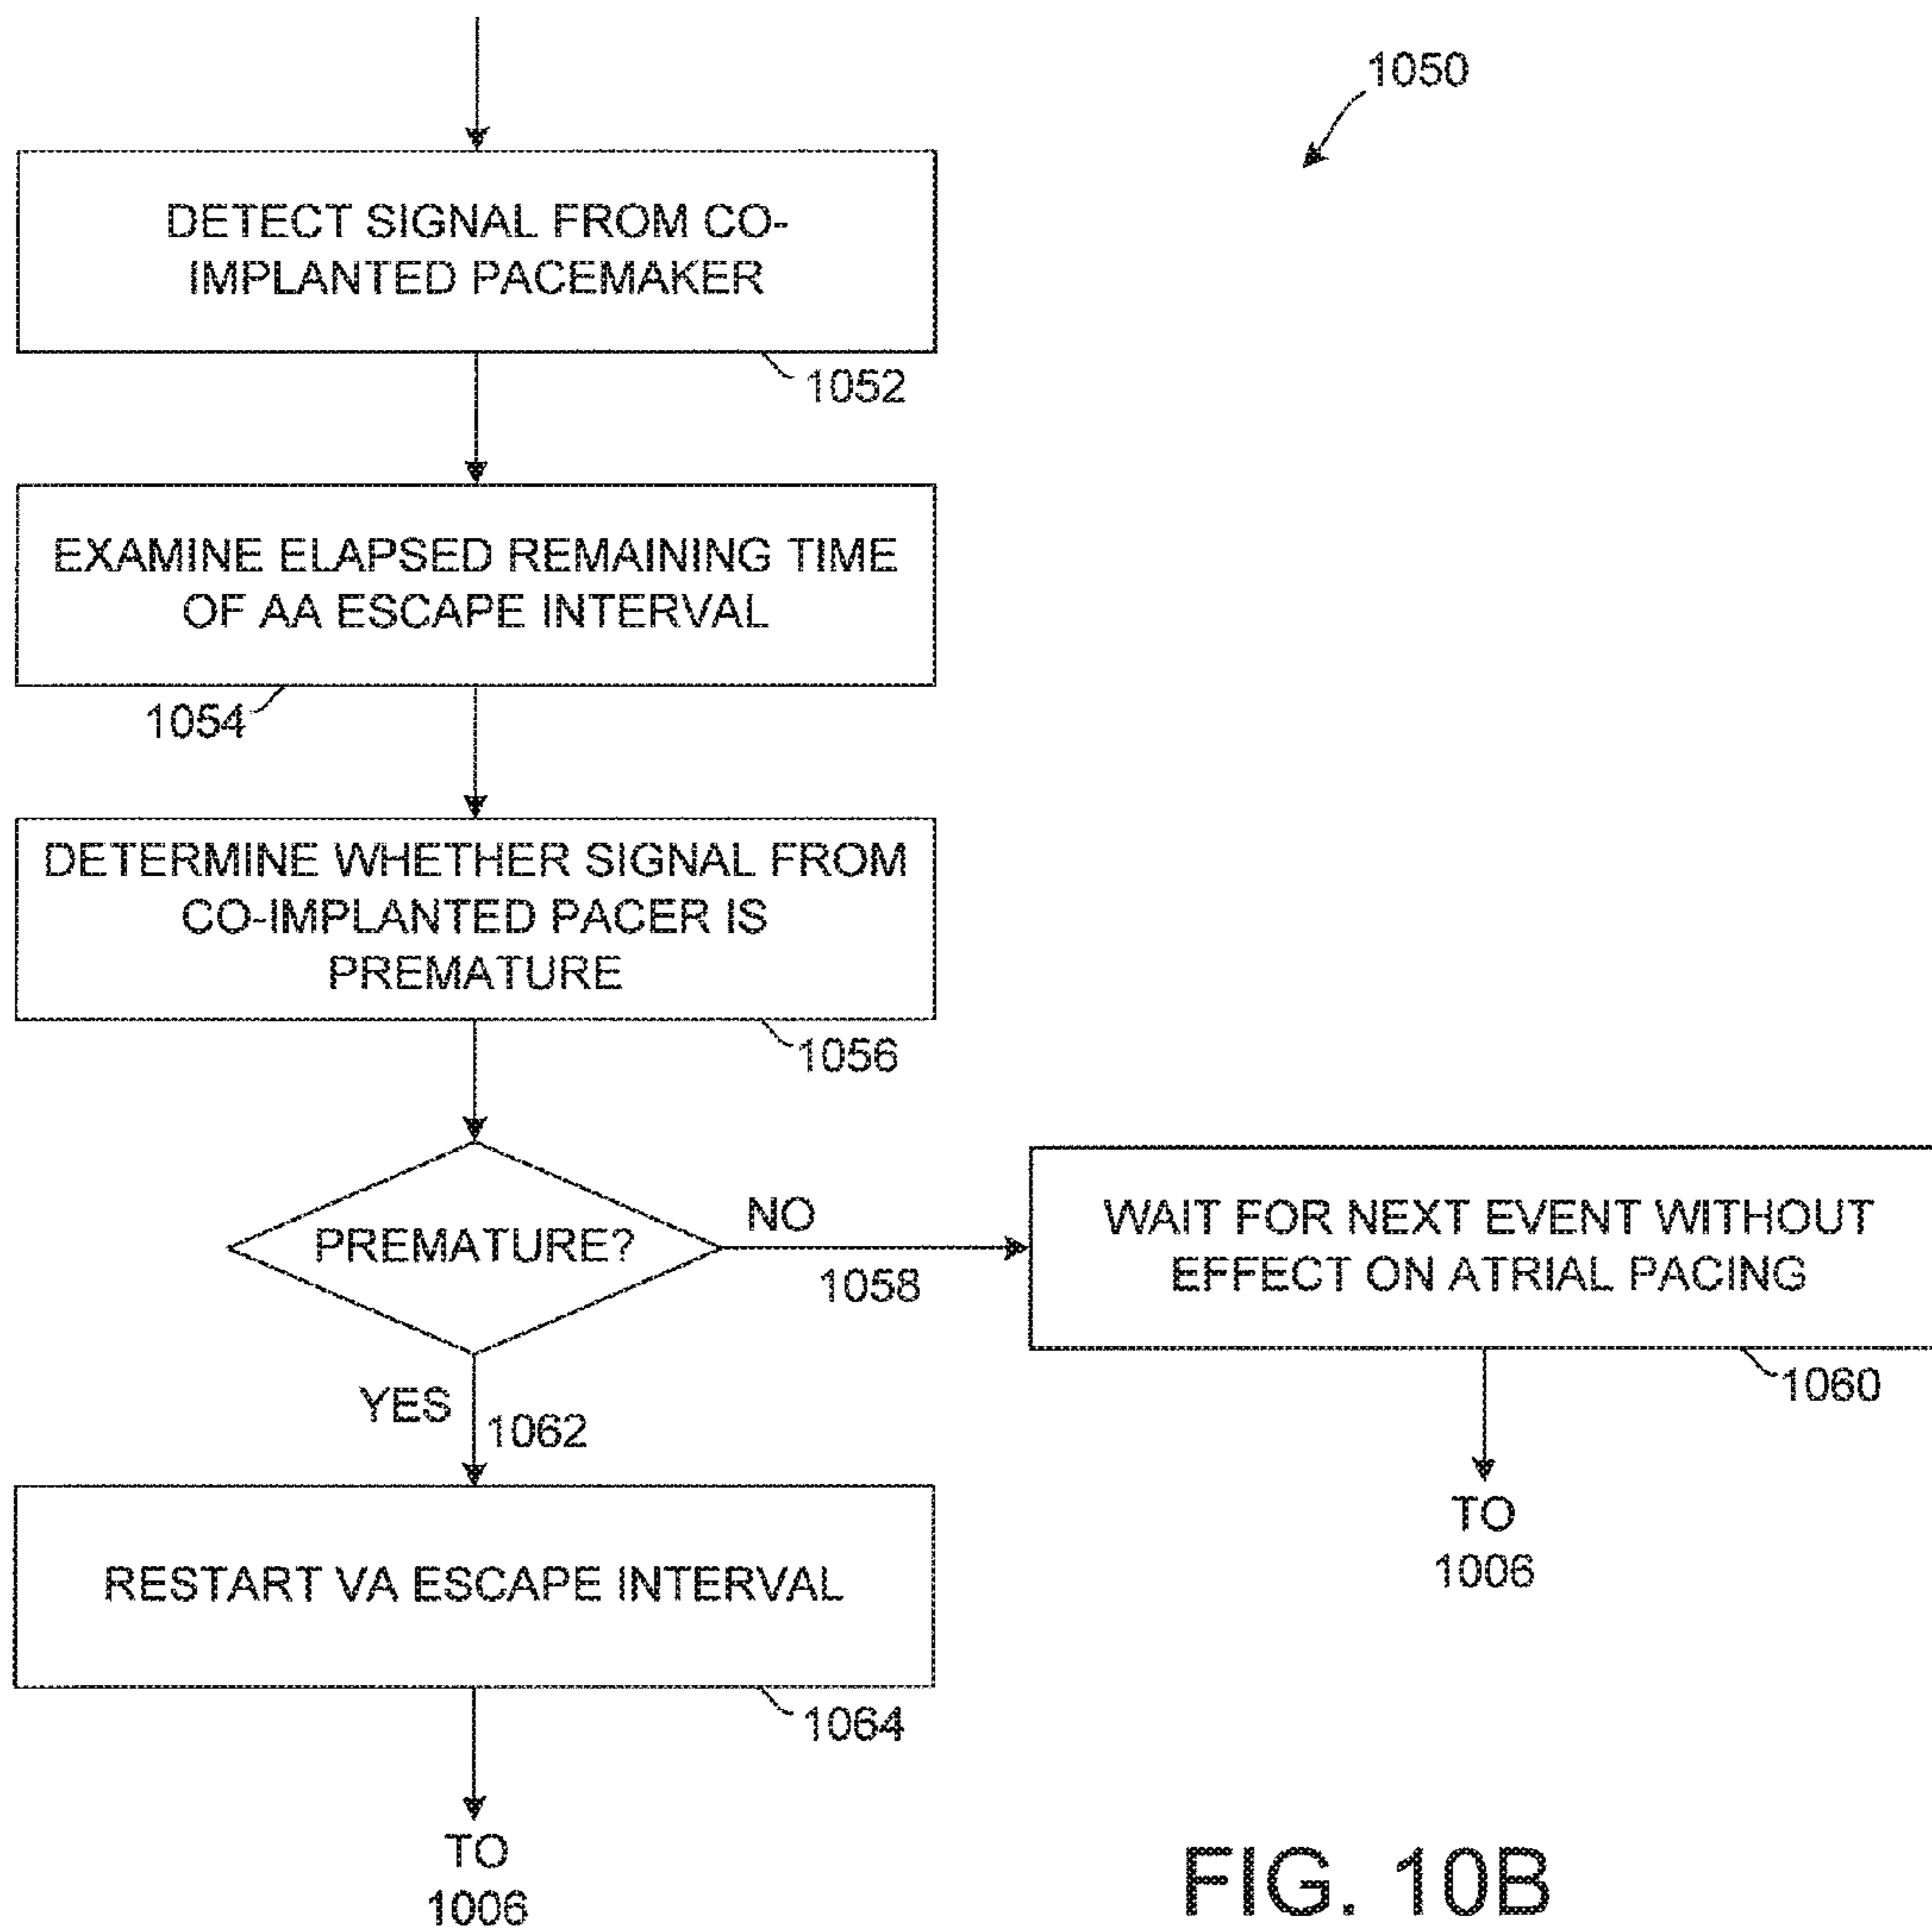 1050
DETECT SIGNAL FROM CO-
IMPLANTED PACEMAKER
1052
EXAMINE ELAPSED REMAINING TIME
OF AA ESCAPE INTERVAL
1054
DETERMINE WHETHER SIGNAL FROM
CO-IMPLANTED PACER IS
PREMATURE
1056
PREMATURE?
NO
1058
WAIT FOR NEXT EVENT WITHOUT
EFFECT ON ATRIAL PACING
1060
TO
1006
YES
1062
RESTART VA ESCAPE INTERVAL
1064
TO
1006
FIG. 10B